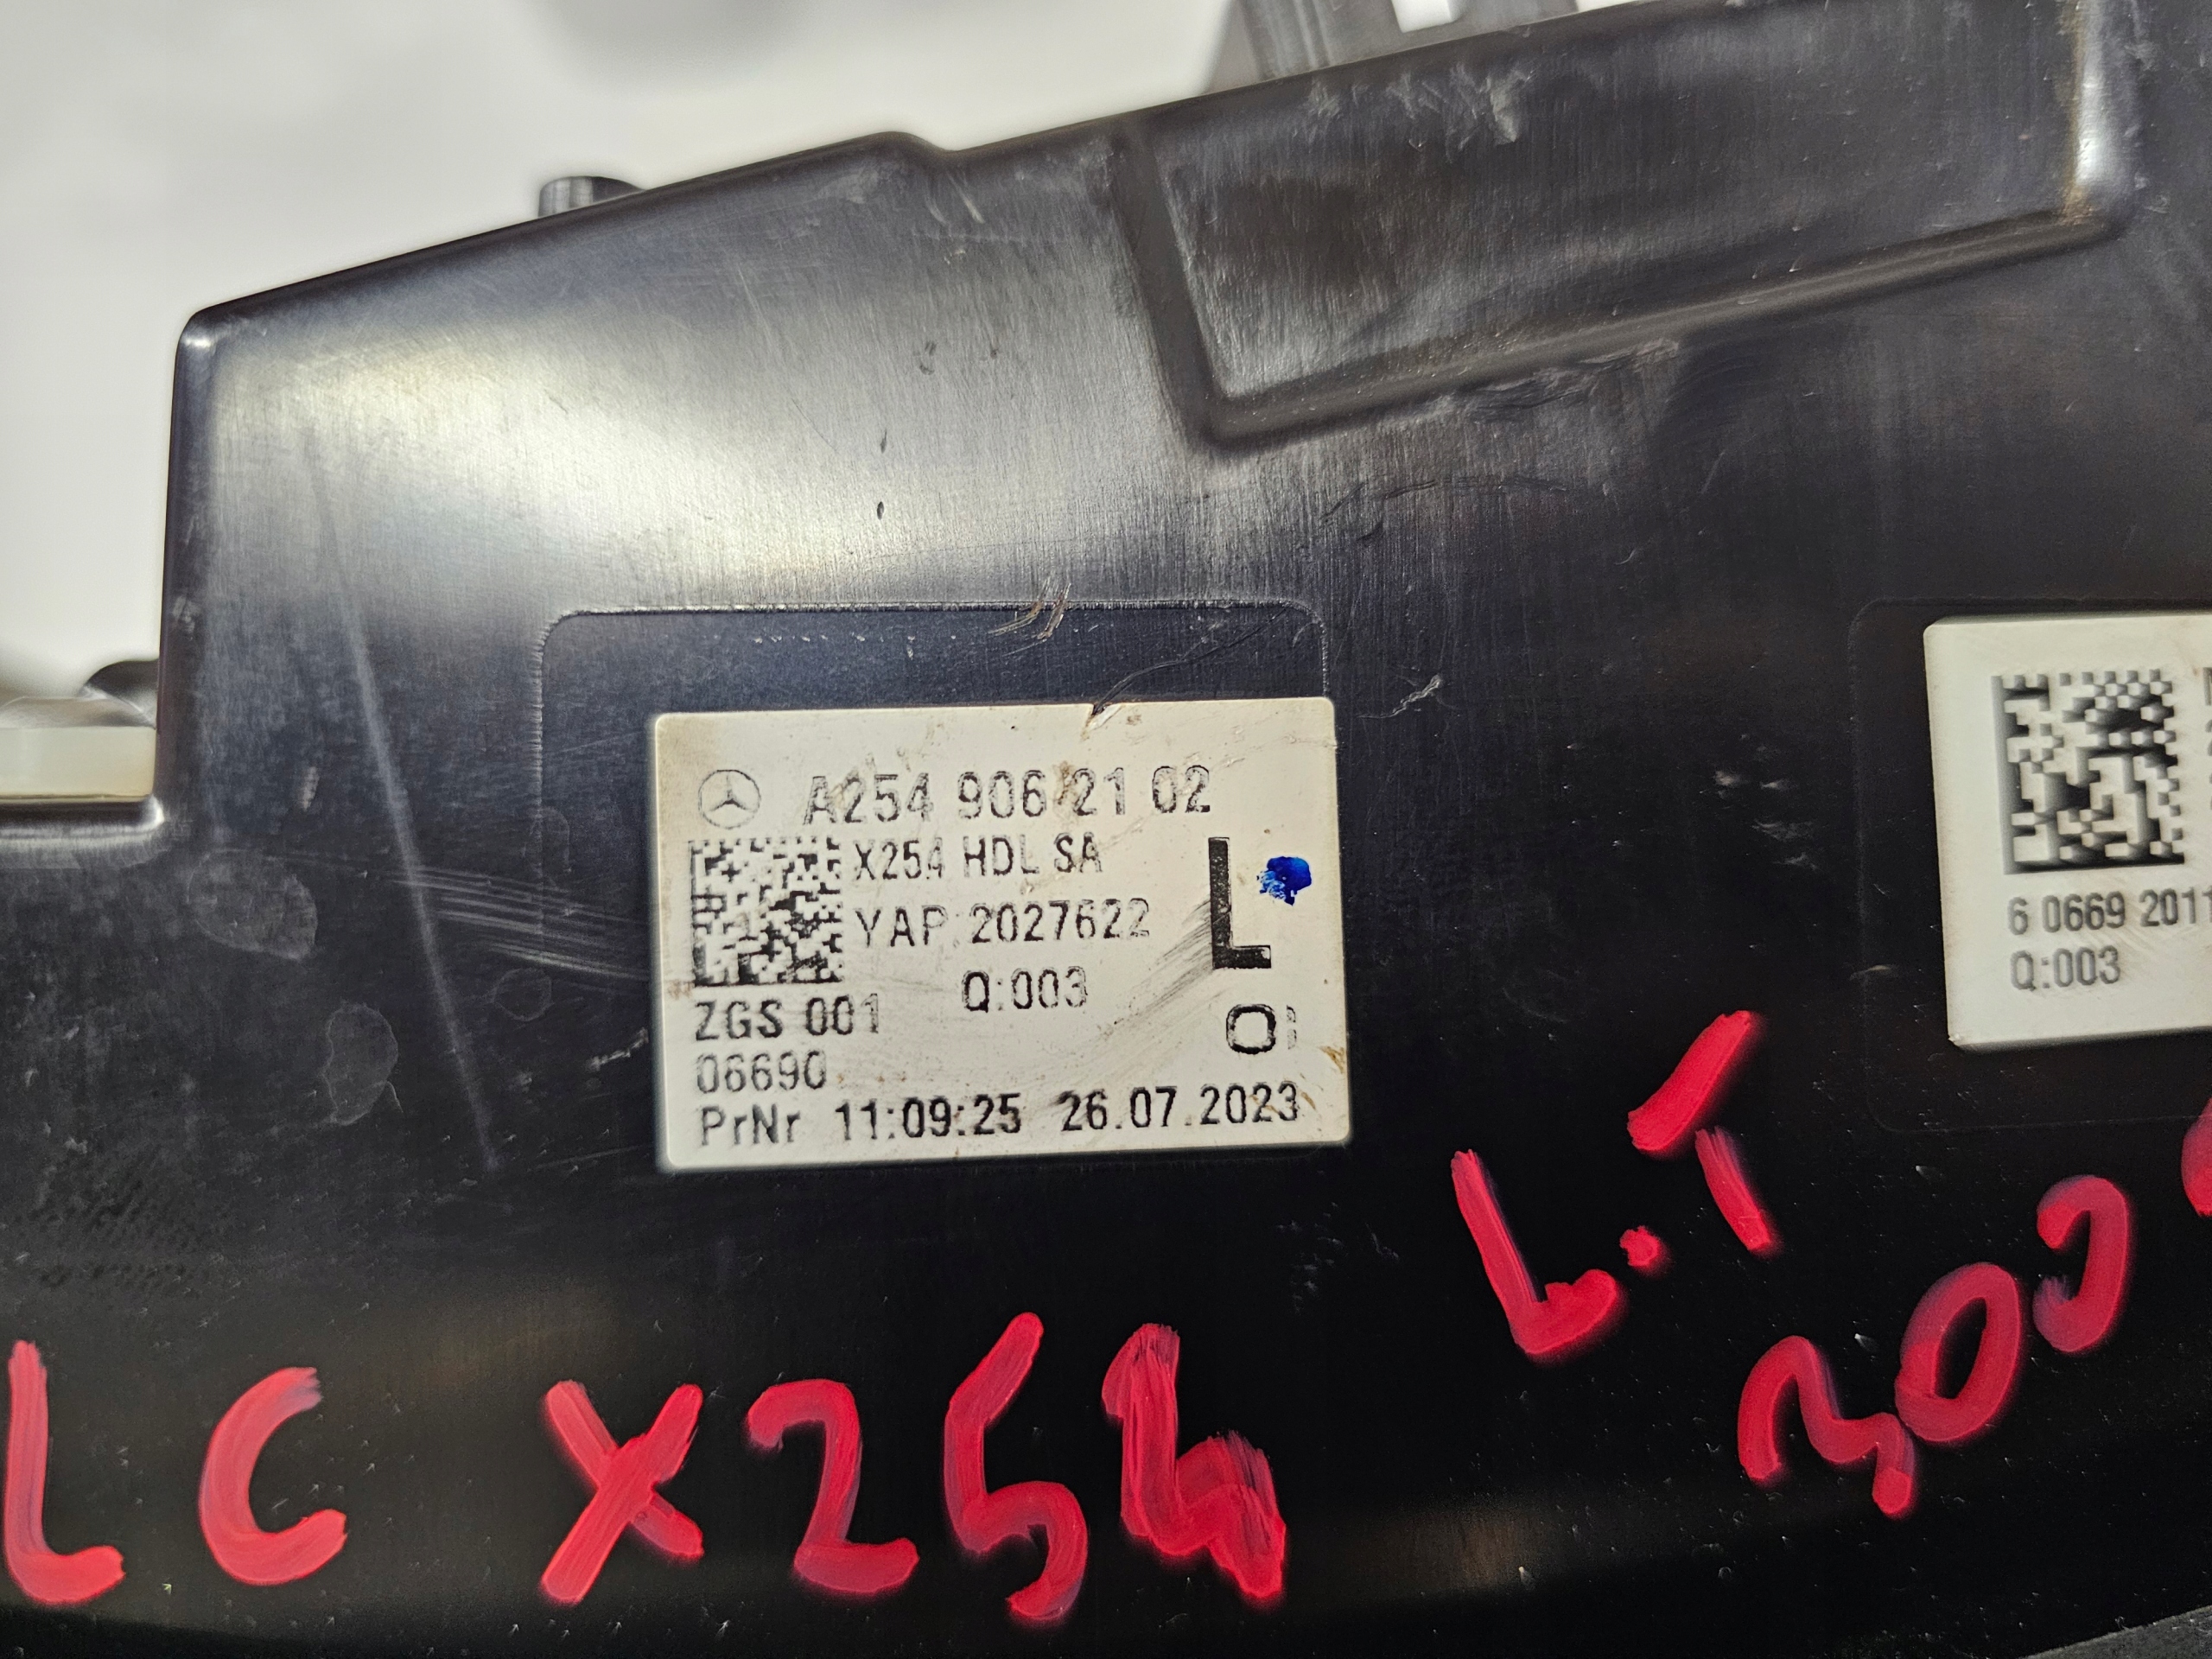 A254 906 21 02
X254 HDL SA
YAP 2027622
L
Q:003
ZGS 001
06690
PrNr 11:09:25 26.07.2023
6 0669 2011
Q:003
L.T
300
LC X254